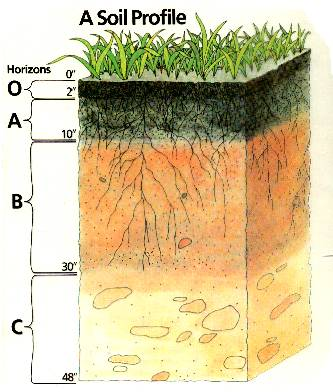 A Soil Profile
Horizons
0"
O
2"
A
10"
B
30"
C
48"